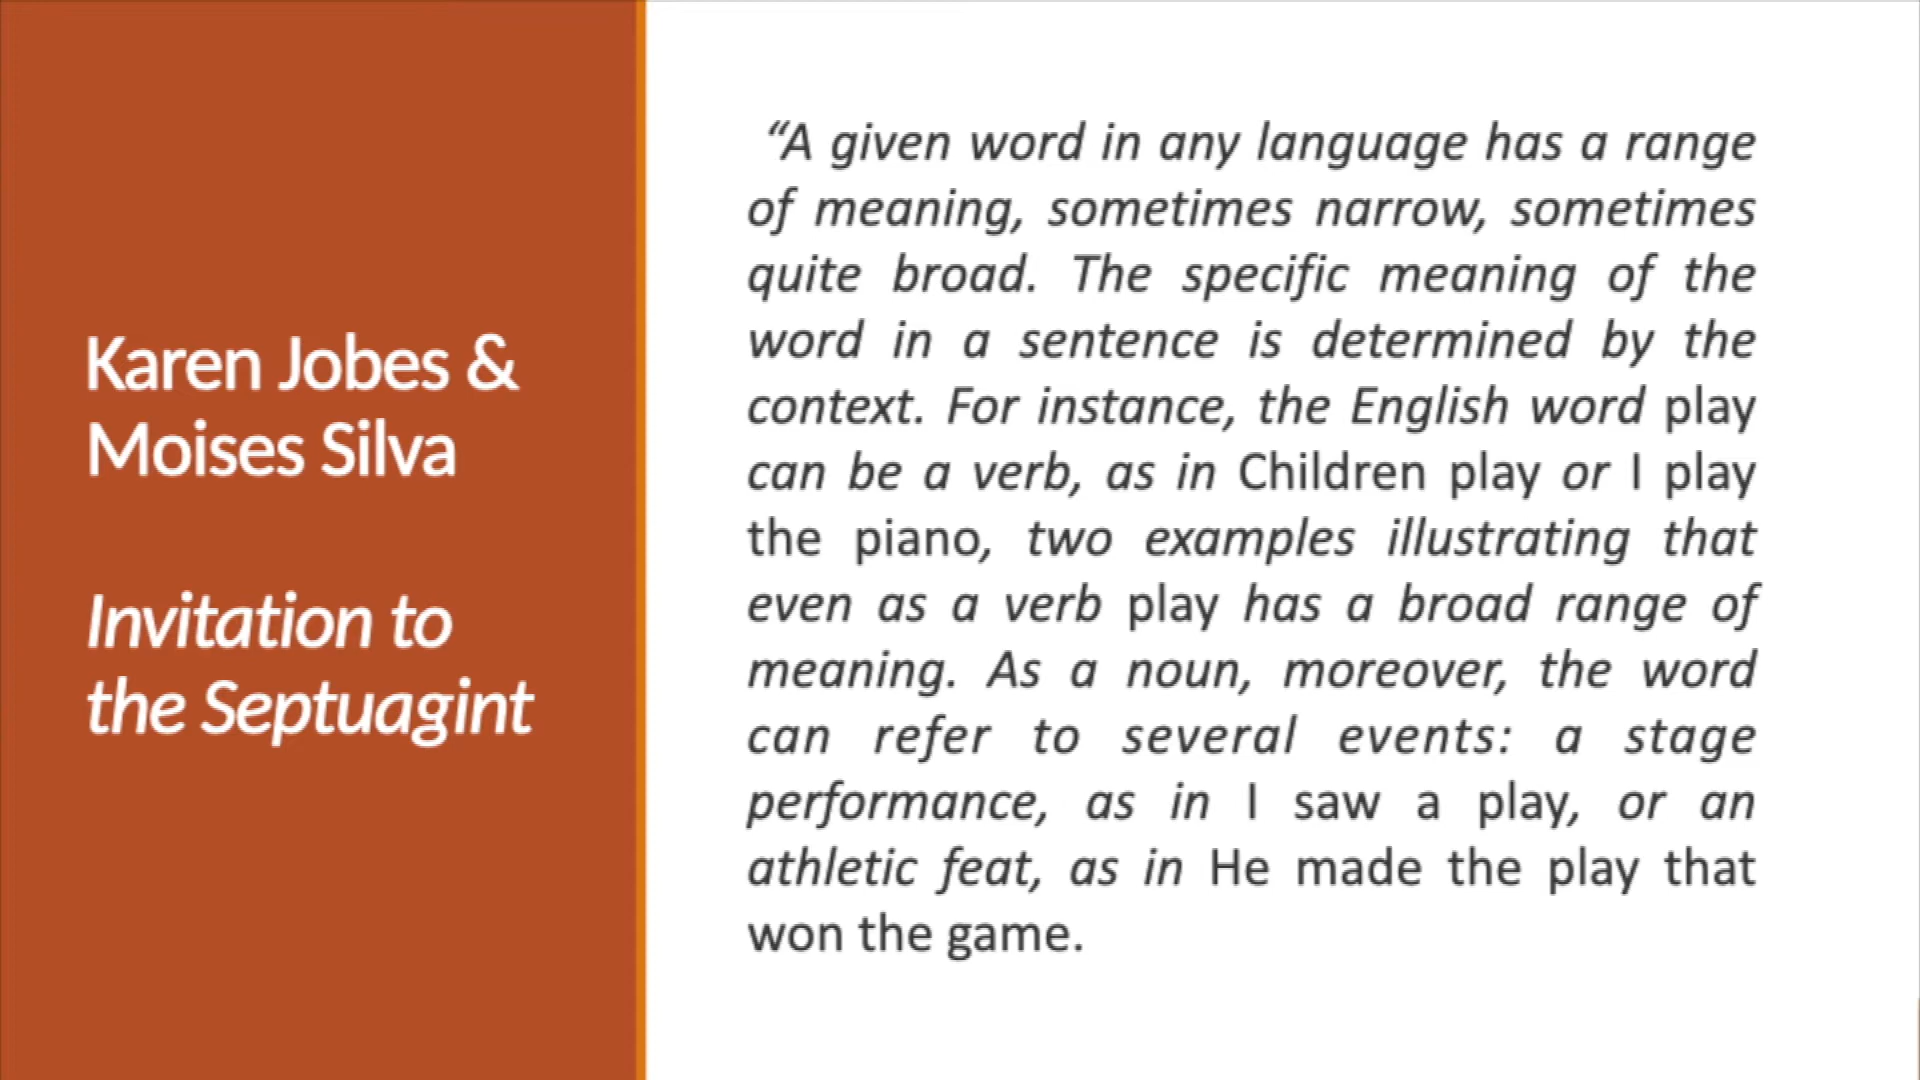 Karen Jobes &
Moises Silva
Invitation to
the Septuagint
“A given word in any language has a range
of meaning, sometimes narrow, sometimes
quite broad. The specific meaning of the
word in a sentence is determined by the
context. For instance, the English word play
can be a verb, as in Children play or I play
the piano, two examples illustrating that
even as a verb play has a broad range of
meaning. As a noun, moreover, the word
can refer to several events: a stage
performance, as in I saw a play, or an
athletic feat, as in He made the play that
won the game.